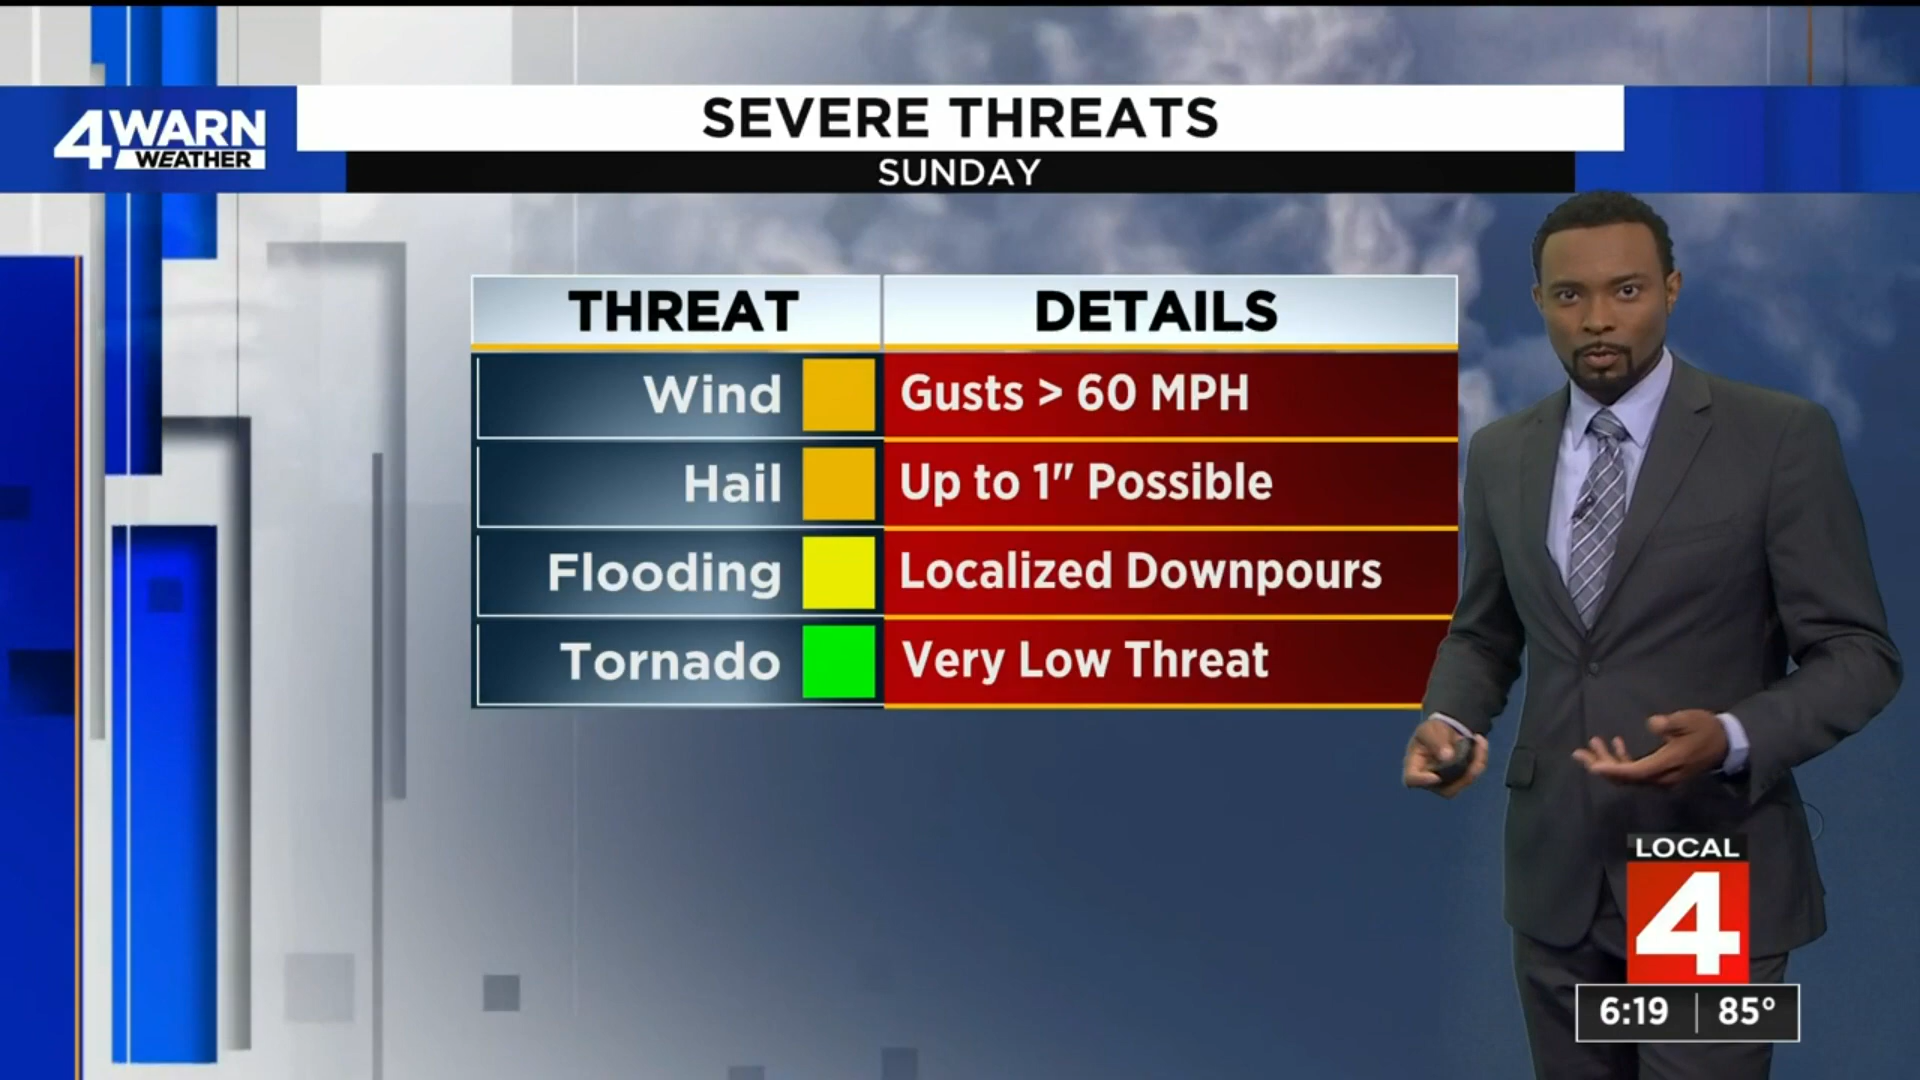 4WARN
WEATHER
SEVERE THREATS
SUNDAY
THREAT DETAILS
Wind Gusts > 60 MPH
Hail Up to 1" Possible
Flooding Localized Downpours
Tornado Very Low Threat
LOCAL
4
6:19 85°